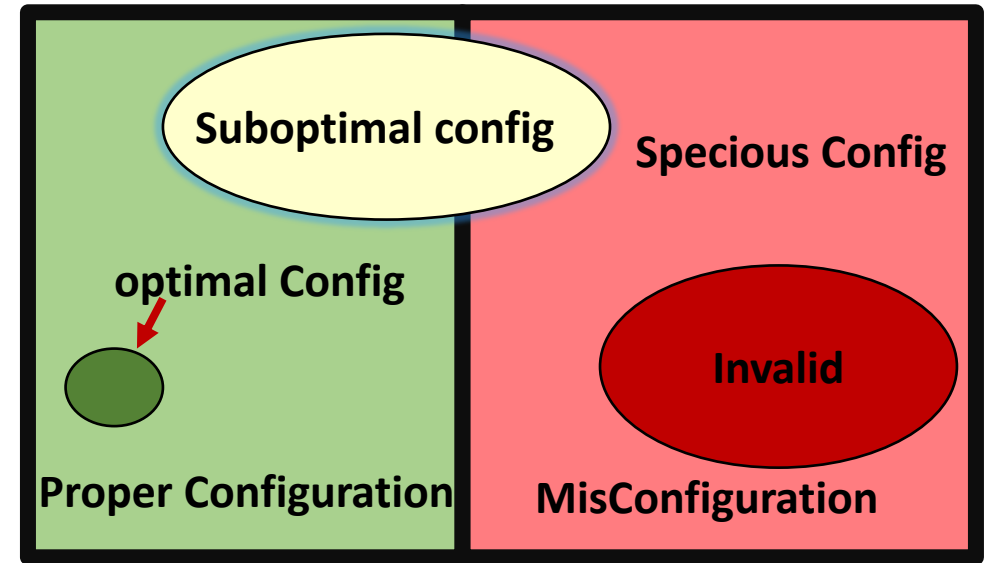 Suboptimal config
Specious Config
optimal Config
Invalid
Proper Configuration
MisConfiguration